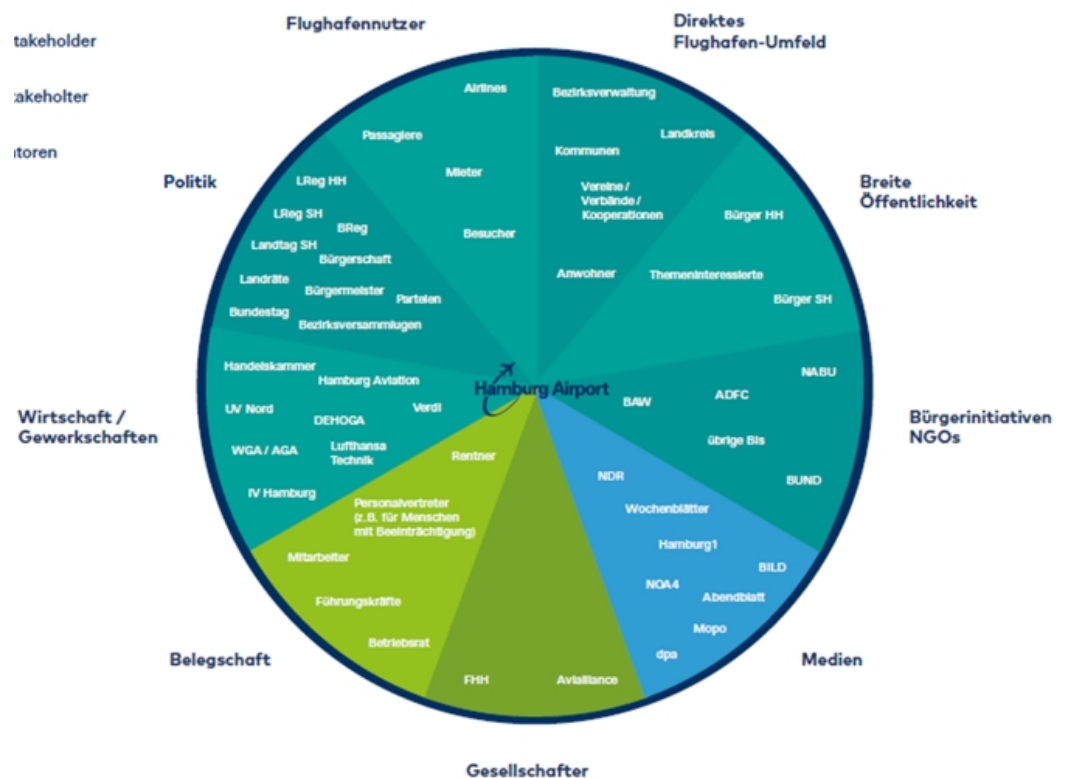 Flughafennutzer
Direktes
Flughafen-Umfeld
takeholder
takeholter
toren
Airlines
Bezirksverwaltung
Passagiere
Landkreis
Kommunen
Politik
Mieter
LReg HH
Breite
Öffentlichkeit
Vereine /
Verbände /
Kooperationen
LReg SH
BReg
Bürger HH
Besucher
Landtag SH
Bürgerschaft
Anwohner
Themeninteressierte
Landräte
Bürgermeister
Parteien
Bürger SH
Bundestag
Bezirksversammlugen
Handelskammer
Hamburg Aviation
NABU
Hamburg Airport
ADFC
BAW
UV Nord
Verdi
DEHOGA
Wirtschaft /
Gewerkschaften
Bürgerinitiativen
NGOs
übrige BIs
WGA / AGA
Lufthansa
Technik
Rentner
BUND
NDR
IV Hamburg
Personalvertreter
(z.B. für Menschen
mit Beeinträchtigung)
Wochenblätter
Hamburg1
Mitarbeiter
BILD
NOA4
Abendblatt
Führungskräfte
Mopo
Betriebsrat
dpa
Belegschaft
Medien
FHH
Avialliance
Gesellschafter